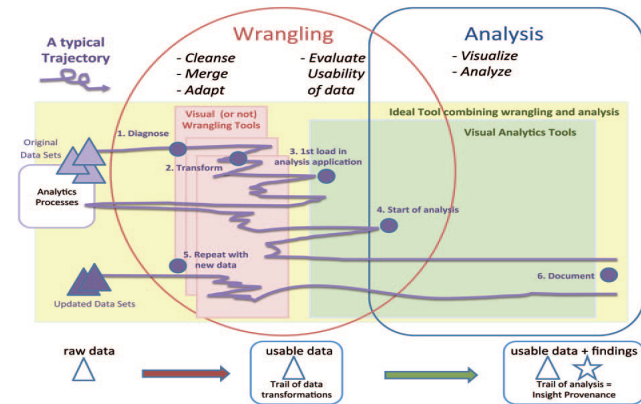 Wrangling
Analysis
A typical
Trajectory
- Cleanse
- Merge
- Adapt
- Evaluate
Usability
of data
- Visualize
- Analyze
Ideal Tool combining wrangling and analysis
Visual (or not)
Wrangling Tools
Visual Analytics Tools
Original
Data Sets
1. Diagnose
2. Transform
3. 1st load in
analysis application
Analytics
Processes
4. Start of analysis
5. Repeat with
new data
6. Document
Updated Data Sets
raw data
usable data
Trail of data
transformations
usable data + findings
Trail of analysis =
Insight Provenance